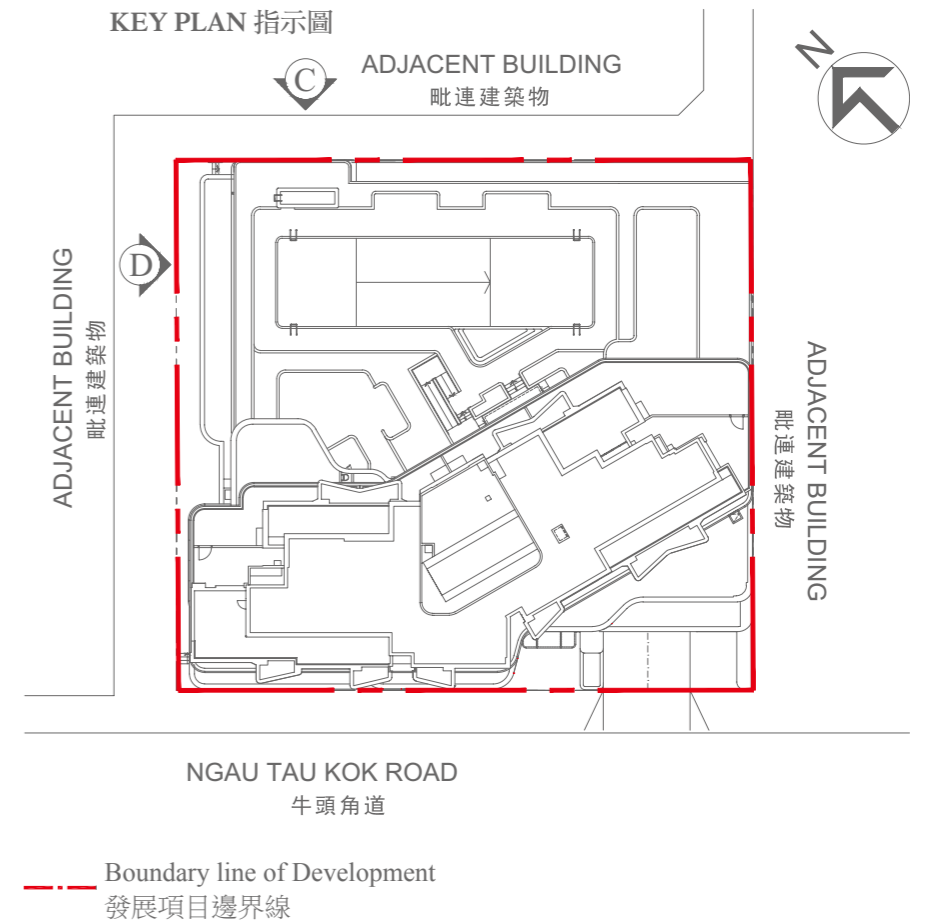 KEY PLAN 指示圖
C
ADJACENT BUILDING
毗連建築物
N
D
ADJACENT BUILDING
毗連建築物
ADJACENT BUILDING
毗連建築物
NGAU TAU KOK ROAD
牛頭角道
Boundary line of Development
發展項目邊界線